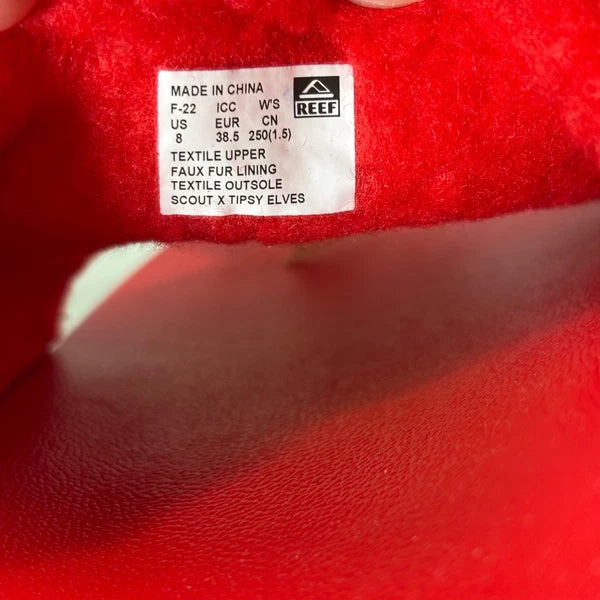 MADE IN CHINA
REEF
F-22 ICC W'S
US EUR CN
8 38.5 250(1.5)
TEXTILE UPPER
FAUX FUR LINING
TEXTILE OUTSOLE
SCOUT X TIPSY ELVES